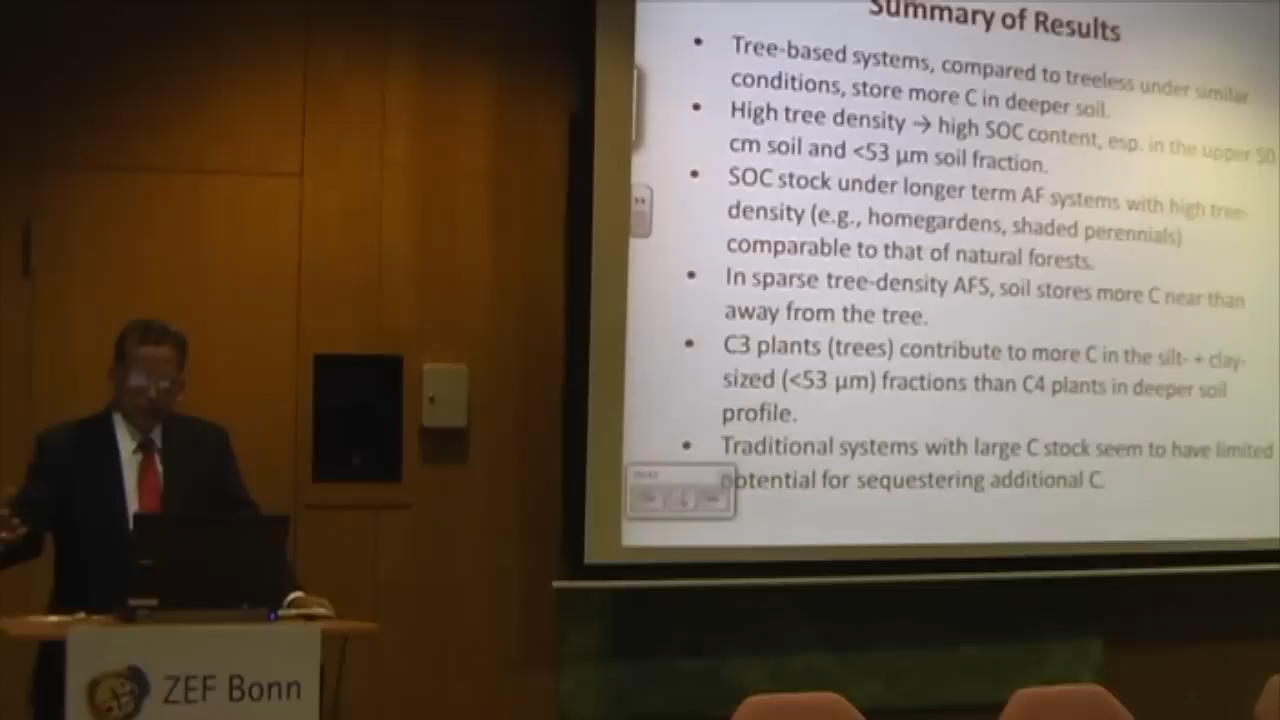 Summary of Results
• Tree-based systems, compared to treeless under similar
conditions, store more C in deeper soil.
• High tree density → high SOC content, esp. in the upper 50
cm soil and <53 µm soil fraction.
• SOC stock under longer term AF systems with high tree-
density (e.g., homegardens, shaded perennials)
comparable to that of natural forests.
• In sparse tree-density AFS, soil stores more C near than
away from the tree.
• C3 plants (trees) contribute to more C in the silt- + clay-
sized (<53 µm) fractions than C4 plants in deeper soil
profile.
• Traditional systems with large C stock seem to have limited
potential for sequestering additional C.
ZEF Bonn